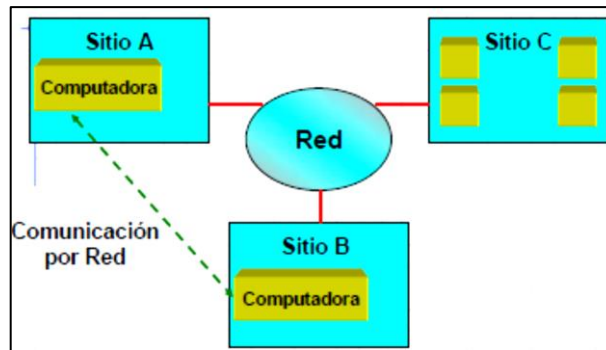 Sitio A
Computadora
Sitio C
Red
Comunicación
por Red
Sitio B
Computadora